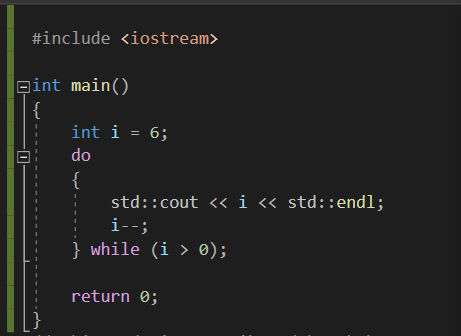 #include <iostream>
int main()
{
int i = 6;
do
{
std::cout << i << std::endl;
i--;
} while (i > 0);
return 0;
}